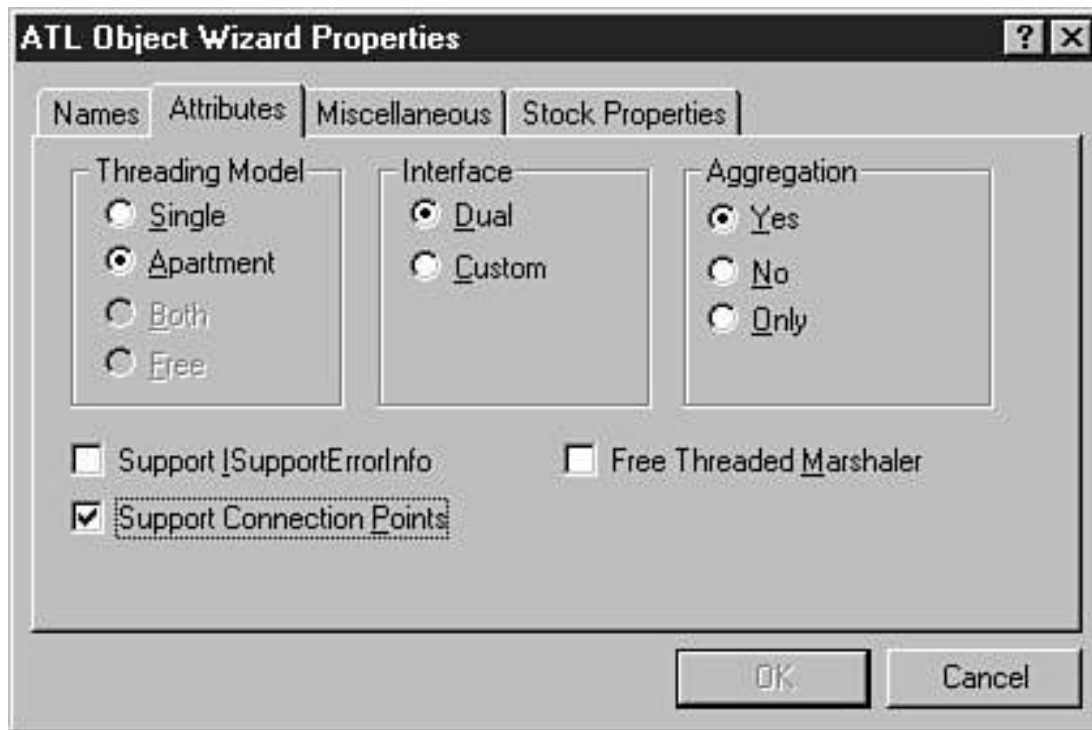 ATL Object Wizard Properties
Names Attributes Miscellaneous Stock Properties
Threading Model
Single
Apartment
Both
Free
Interface
Dual
Custom
Aggregation
Yes
No
Only
Support ISupportErrorInfo
Free Threaded Marshaler
Support Connection Points
OK
Cancel